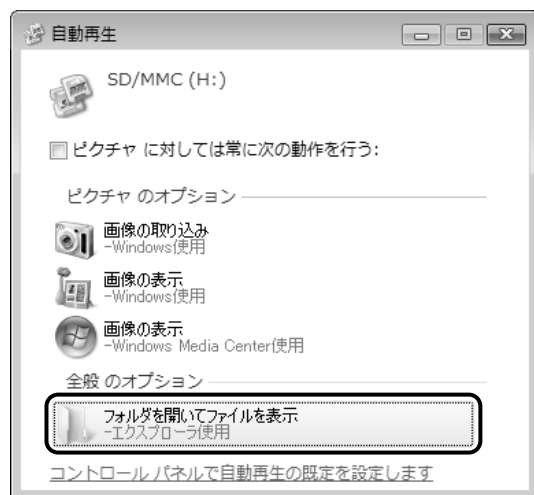 自動再生
SD/MMC (H:)
ピクチャ に対しては常に次の動作を行う:
ピクチャ のオプション
画像の取り込み
-Windows使用
画像の表示
-Windows使用
画像の表示
-Windows Media Center使用
全般 のオプション
フォルダを開いてファイルを表示
-エクスプローラ使用
コントロール パネルで自動再生の既定を設定します